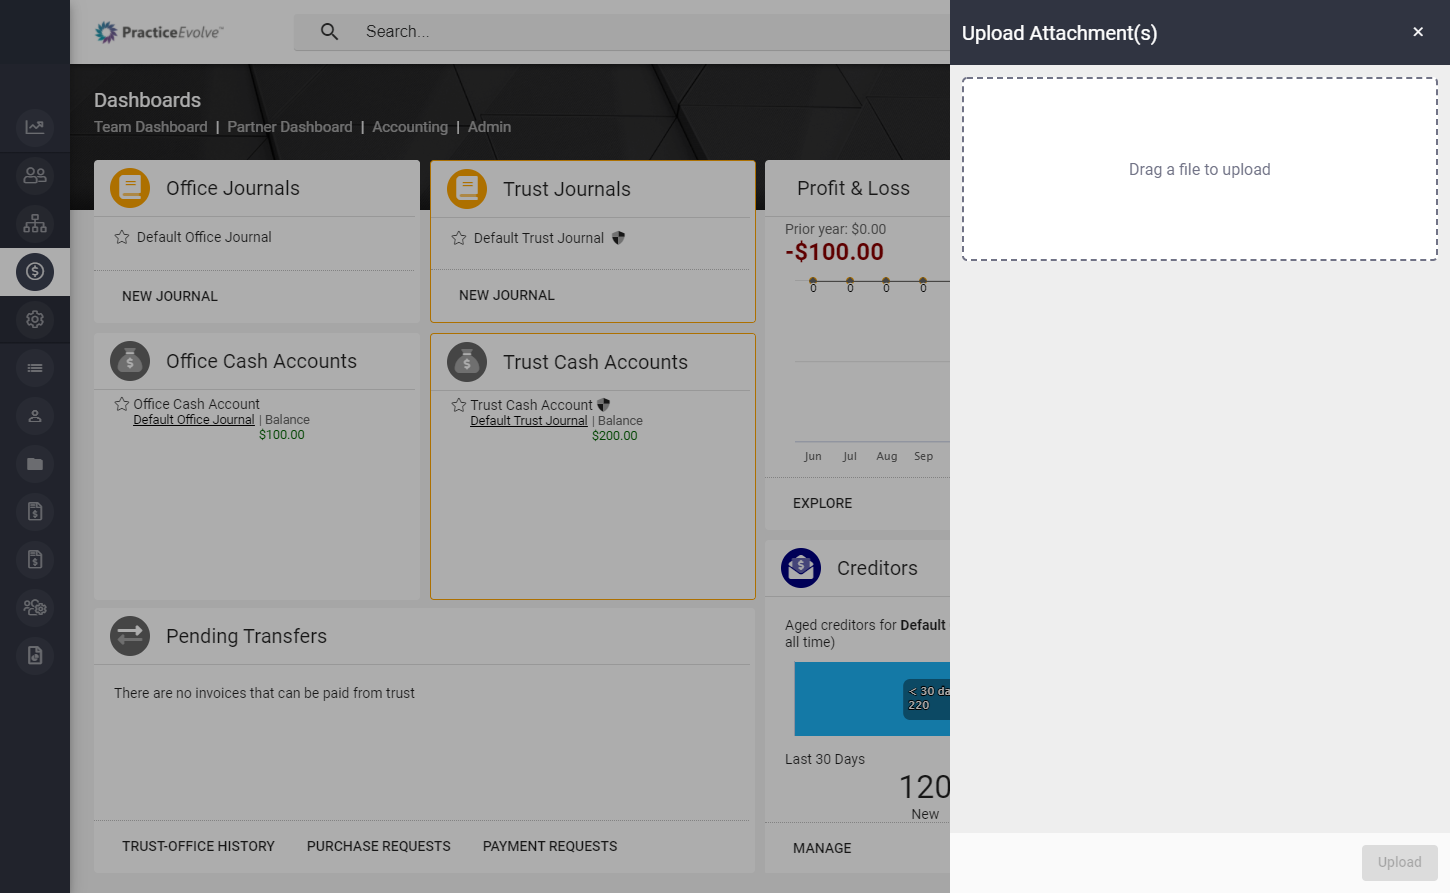 PracticeEvolve™
Search...
Dashboards
Team Dashboard | Partner Dashboard | Accounting | Admin
Office Journals
Default Office Journal
NEW JOURNAL
Trust Journals
Default Trust Journal
NEW JOURNAL
Profit & Loss
Prior year: $0.00
-$100.00
0 0 0 0
Jun Jul Aug Sep
EXPLORE
Office Cash Accounts
Office Cash Account
Default Office Journal | Balance
$100.00
Trust Cash Accounts
Trust Cash Account
Default Trust Journal | Balance
$200.00
Pending Transfers
There are no invoices that can be paid from trust
TRUST-OFFICE HISTORY PURCHASE REQUESTS PAYMENT REQUESTS
Creditors
Aged creditors for Default
all time)
< 30 da
220
Last 30 Days
120
New
MANAGE
Upload Attachment(s)
×
Drag a file to upload
Upload